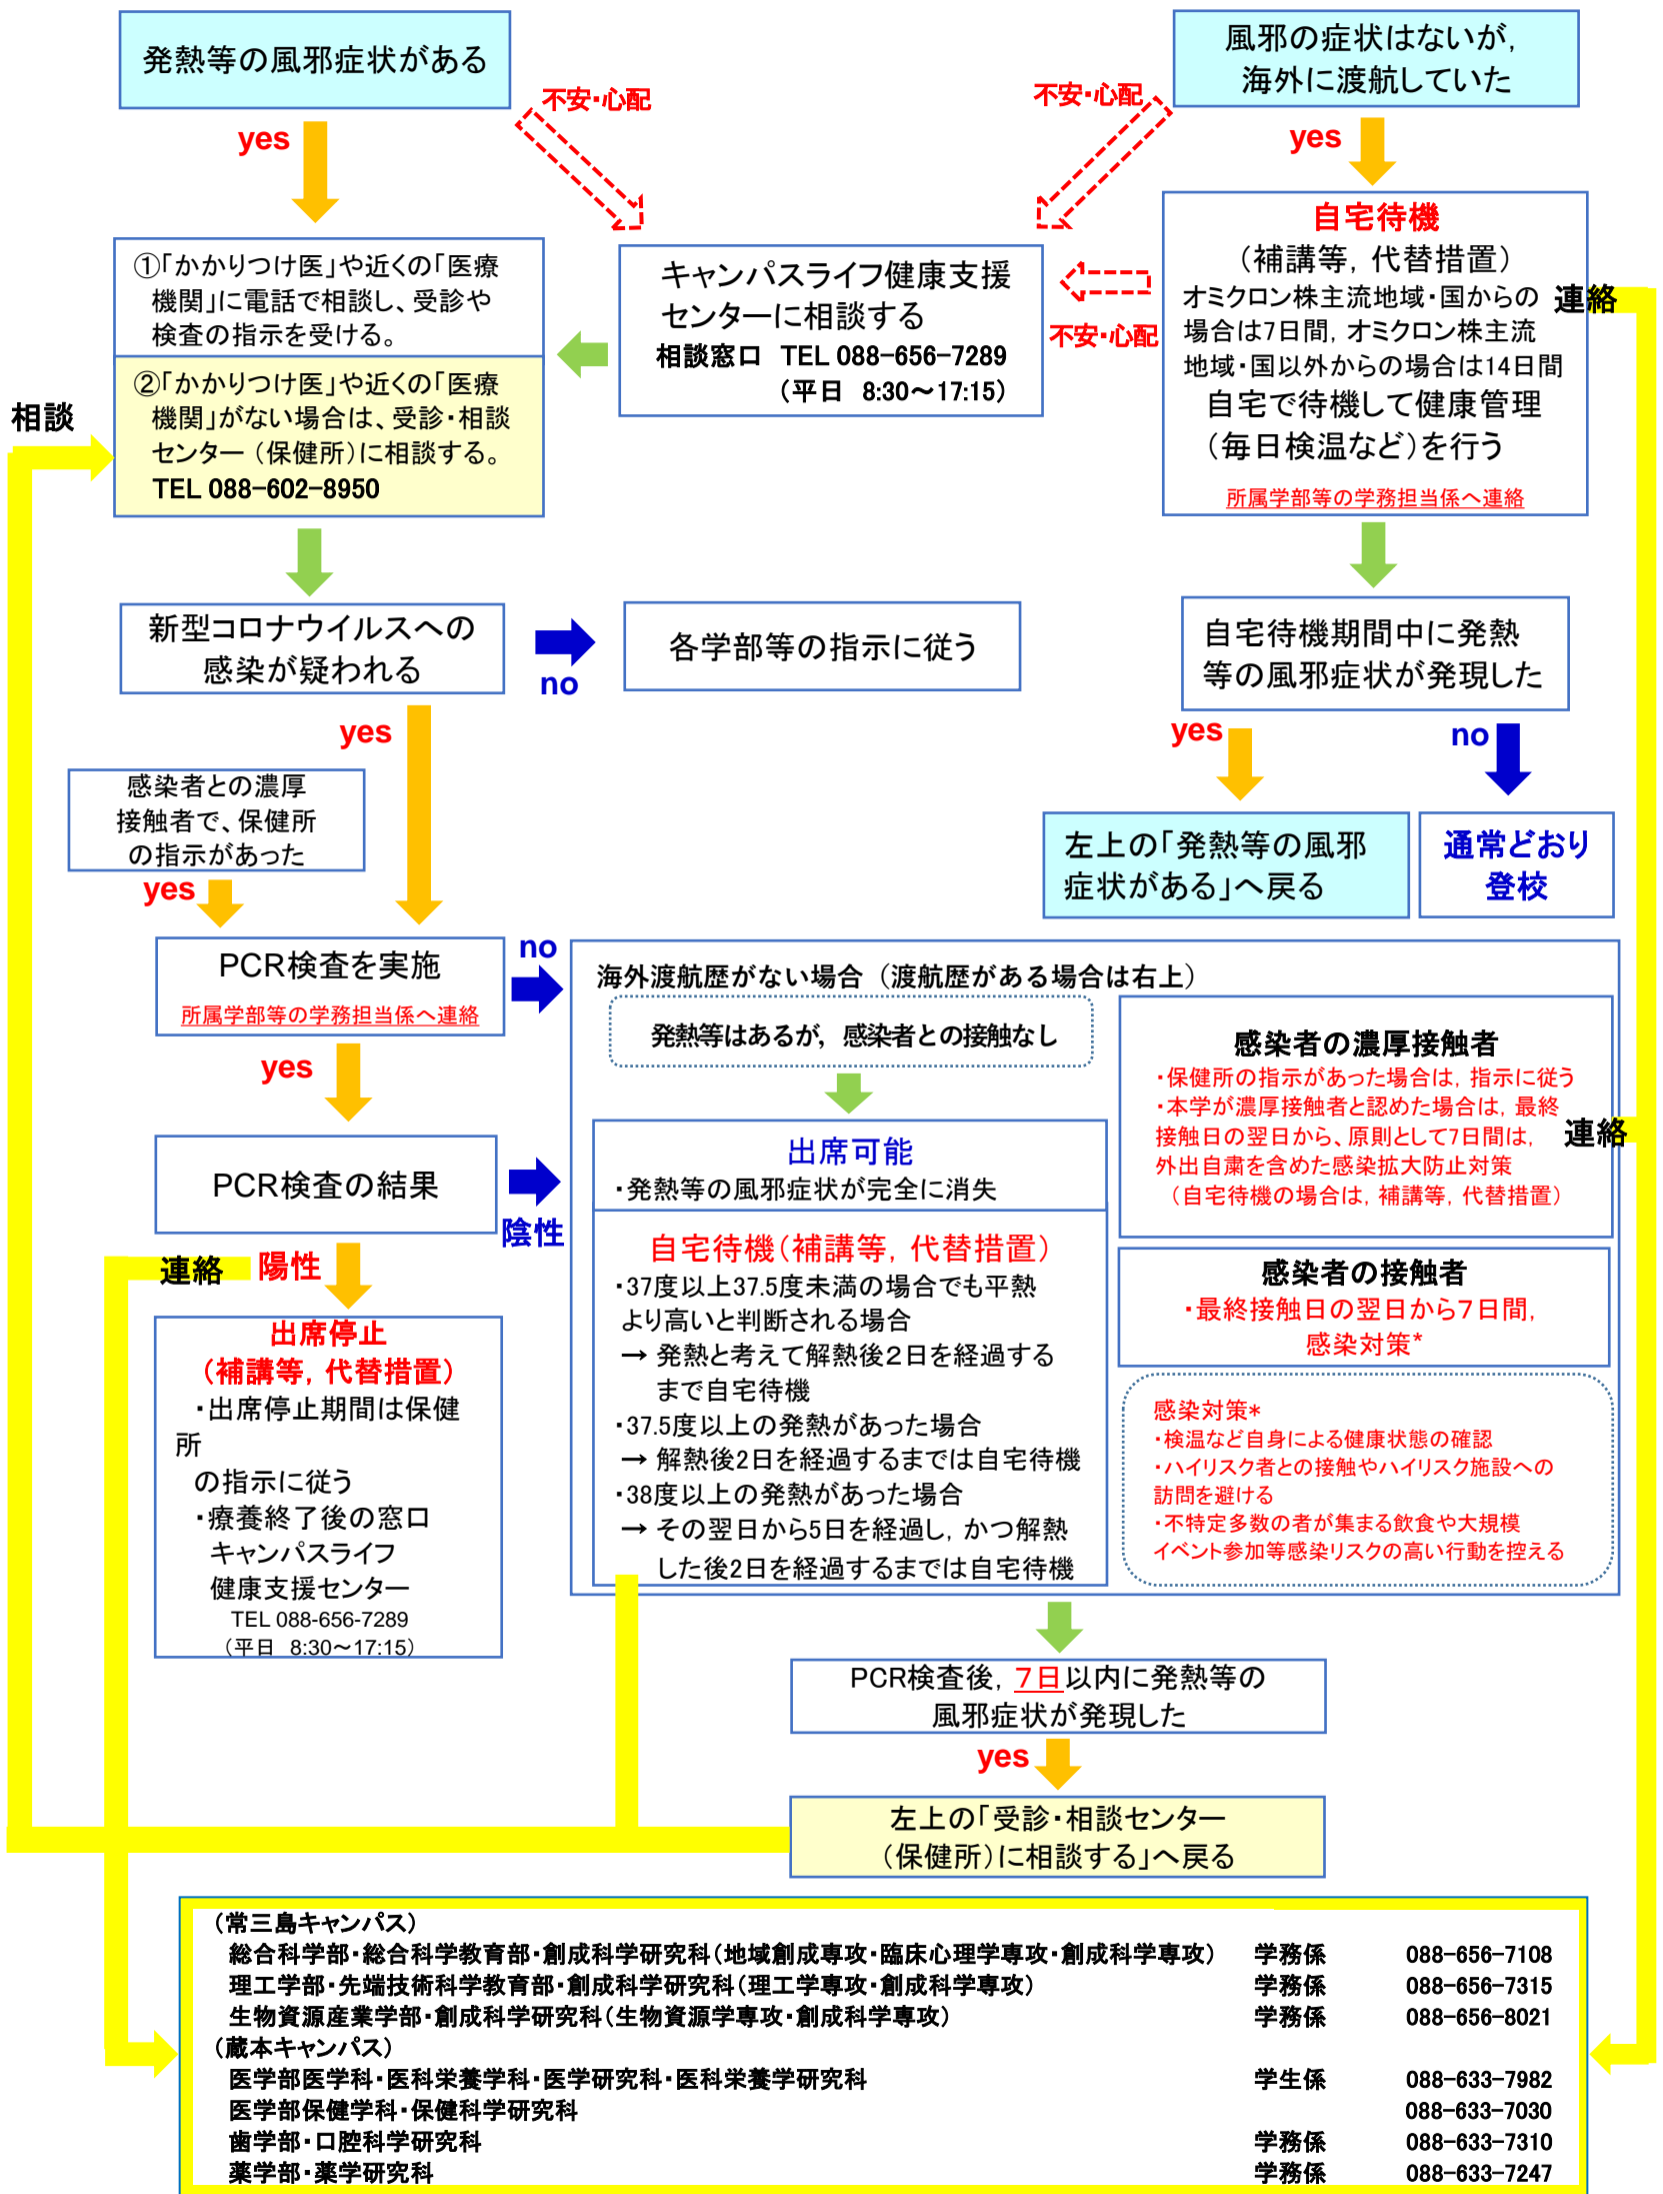 発熱等の風邪症状がある
風邪の症状はないが,
海外に渡航していた
不安・心配
不安・心配
yes
yes
①「かかりつけ医」や近くの「医療
機関」に電話で相談し、受診や
検査の指示を受ける。
②「かかりつけ医」や近くの「医療
機関」がない場合は、受診・相談
センター（保健所）に相談する。
TEL 088-602-8950
キャンパスライフ健康支援
センターに相談する
相談窓口 TEL 088-656-7289
（平日 8:30～17:15）
不安・心配
自宅待機
（補講等, 代替措置）
オミクロン株主流地域・国からの
場合は7日間, オミクロン株主流
地域・国以外からの場合は14日間
自宅で待機して健康管理
（毎日検温など）を行う
所属学部等の学務担当係へ連絡
連絡
相談
新型コロナウイルスへの
感染が疑われる
no
各学部等の指示に従う
自宅待機期間中に発熱
等の風邪症状が発現した
yes
yes
no
感染者との濃厚
接触者で、保健所
の指示があった
yes
左上の「発熱等の風邪
症状がある」へ戻る
通常どおり
登校
PCR検査を実施
所属学部等の学務担当係へ連絡
no
yes
PCR検査の結果
陰性
連絡
陽性
出席停止
（補講等, 代替措置）
・出席停止期間は保健
所
の指示に従う
・療養終了後の窓口
キャンパスライフ
健康支援センター
TEL 088-656-7289
（平日 8:30～17:15）
海外渡航歴がない場合（渡航歴がある場合は右上）
発熱等はあるが, 感染者との接触なし
出席可能
・発熱等の風邪症状が完全に消失
自宅待機（補講等, 代替措置）
・37度以上37.5度未満の場合でも平熱
より高いと判断される場合
→ 発熱と考えて解熱後２日を経過する
まで自宅待機
・37.5度以上の発熱があった場合
→ 解熱後2日を経過するまでは自宅待機
・38度以上の発熱があった場合
→ その翌日から5日を経過し, かつ解熱
した後2日を経過するまでは自宅待機
感染者の濃厚接触者
・保健所の指示があった場合は, 指示に従う
・本学が濃厚接触者と認めた場合は, 最終
接触日の翌日から、原則として7日間は,
外出自粛を含めた感染拡大防止対策
（自宅待機の場合は, 補講等, 代替措置）
連絡
感染者の接触者
・最終接触日の翌日から7日間,
感染対策*
感染対策*
・検温など自身による健康状態の確認
・ハイリスク者との接触やハイリスク施設への
訪問を避ける
・不特定多数の者が集まる飲食や大規模
イベント参加等感染リスクの高い行動を控える
PCR検査後, 7日以内に発熱等の
風邪症状が発現した
yes
左上の「受診・相談センター
（保健所）に相談する」へ戻る
（常三島キャンパス）
総合科学部・総合科学教育部・創成科学研究科（地域創成専攻・臨床心理学専攻・創成科学専攻） 学務係 088-656-7108
理工学部・先端技術科学教育部・創成科学研究科（理工学専攻・創成科学専攻） 学務係 088-656-7315
生物資源産業学部・創成科学研究科（生物資源学専攻・創成科学専攻） 学務係 088-656-8021
（蔵本キャンパス）
医学部医学科・医科栄養学科・医学研究科・医科栄養学研究科 学生係 088-633-7982
医学部保健学科・保健科学研究科 088-633-7030
歯学部・口腔科学研究科 学務係 088-633-7310
薬学部・薬学研究科 学務係 088-633-7247